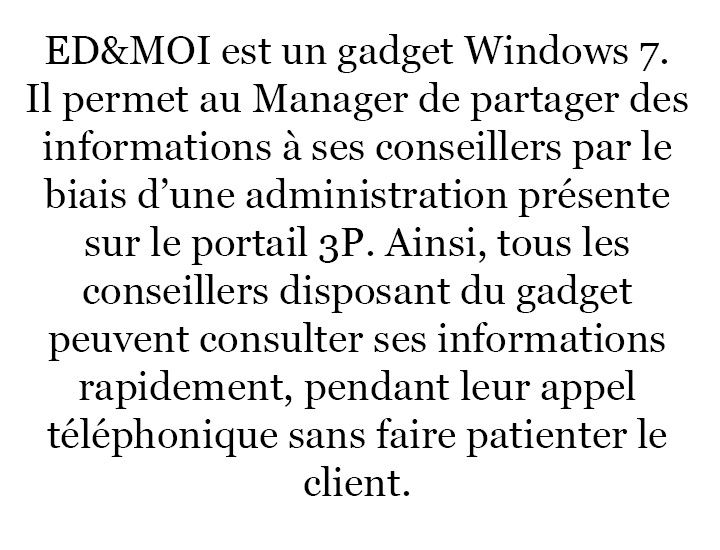 ED&MOI est un gadget Windows 7.
Il permet au Manager de partager des
informations à ses conseillers par le
biais d’une administration présente
sur le portail 3P. Ainsi, tous les
conseillers disposant du gadget
peuvent consulter ses informations
rapidement, pendant leur appel
téléphonique sans faire patienter le
client.